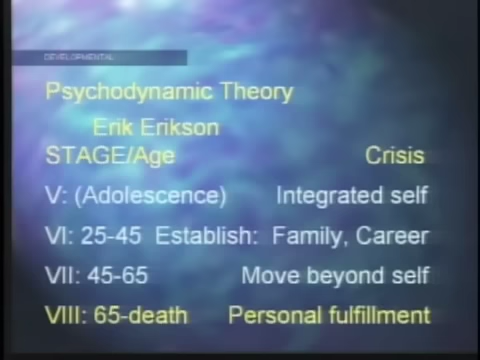 DEVELOPMENTAL
Psychodynamic Theory
Erik Erikson
STAGE/Age Crisis
V: (Adolescence) Integrated self
VI: 25-45 Establish: Family, Career
VII: 45-65 Move beyond self
VIII: 65-death Personal fulfillment